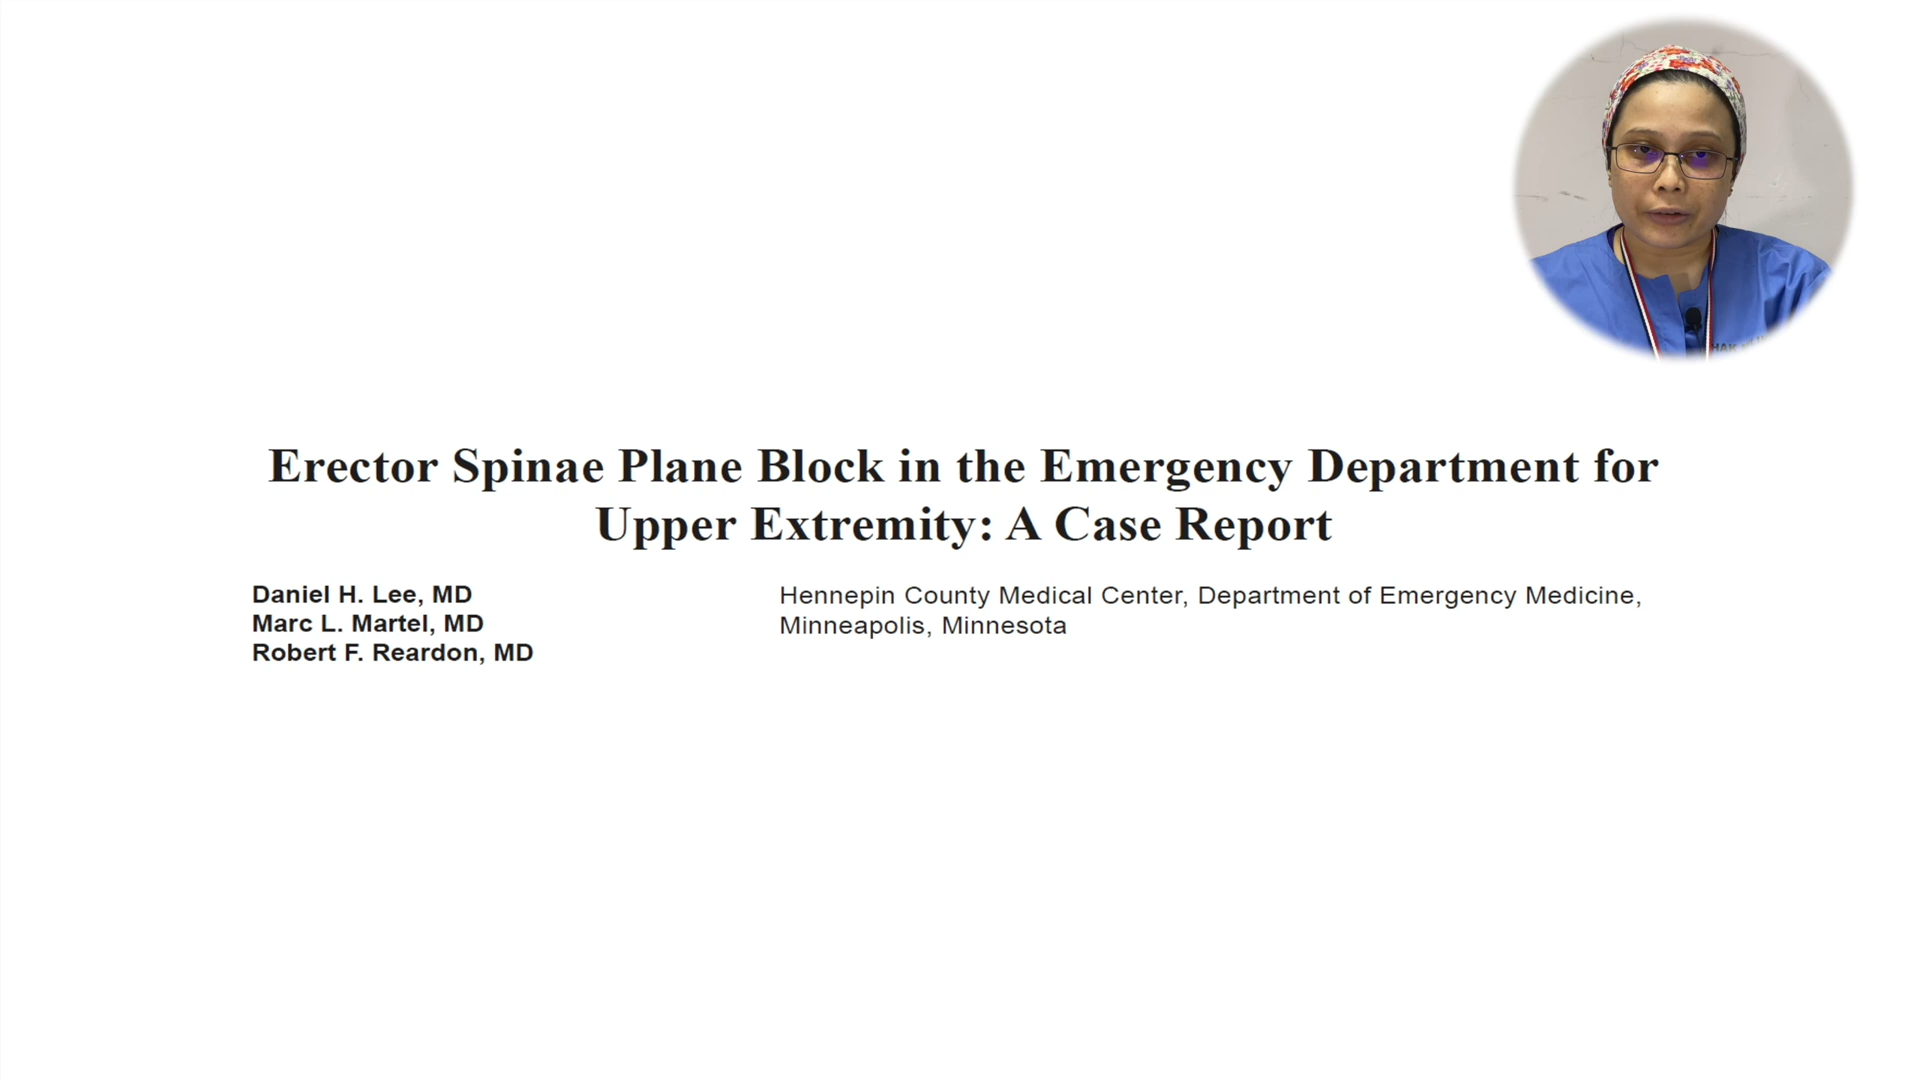 Erector Spinae Plane Block in the Emergency Department for
Upper Extremity: A Case Report
Daniel H. Lee, MD
Marc L. Martel, MD
Robert F. Reardon, MD
Hennepin County Medical Center, Department of Emergency Medicine,
Minneapolis, Minnesota